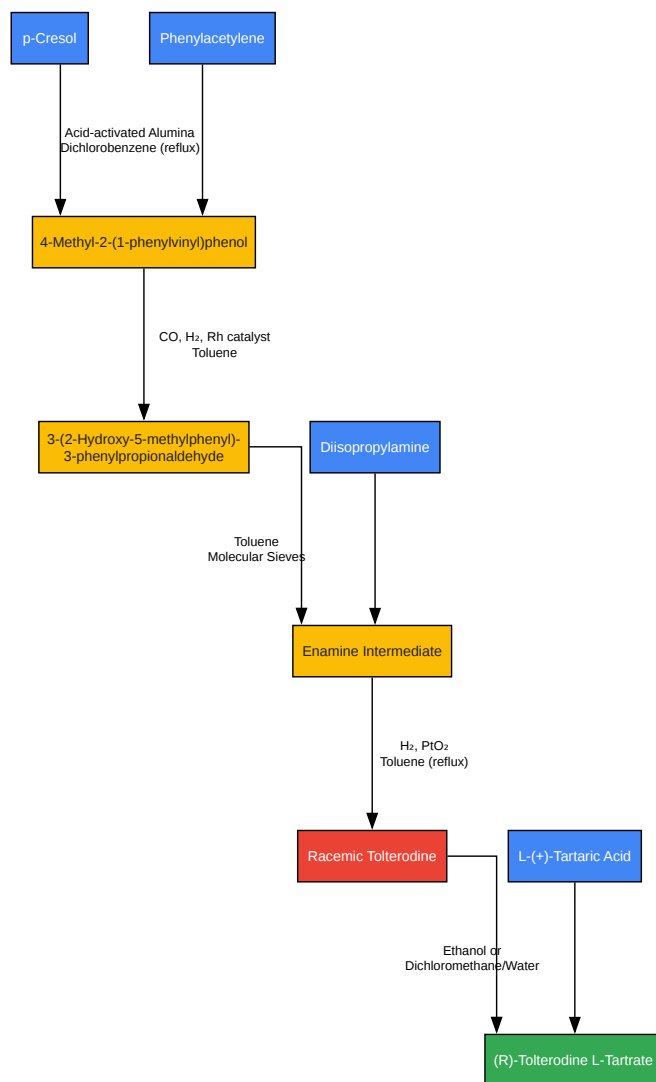 p-Cresol
Phenylacetylene
Acid-activated Alumina
Dichlorobenzene (reflux)
4-Methyl-2-(1-phenylvinyl)phenol
CO, H₂, Rh catalyst
Toluene
3-(2-Hydroxy-5-methylphenyl)-
3-phenylpropionaldehyde
Diisopropylamine
Toluene
Molecular Sieves
Enamine Intermediate
H₂, PtO₂
Toluene (reflux)
Racemic Tolterodine
L-(+)-Tartaric Acid
Ethanol or
Dichloromethane/Water
(R)-Tolterodine L-Tartrate